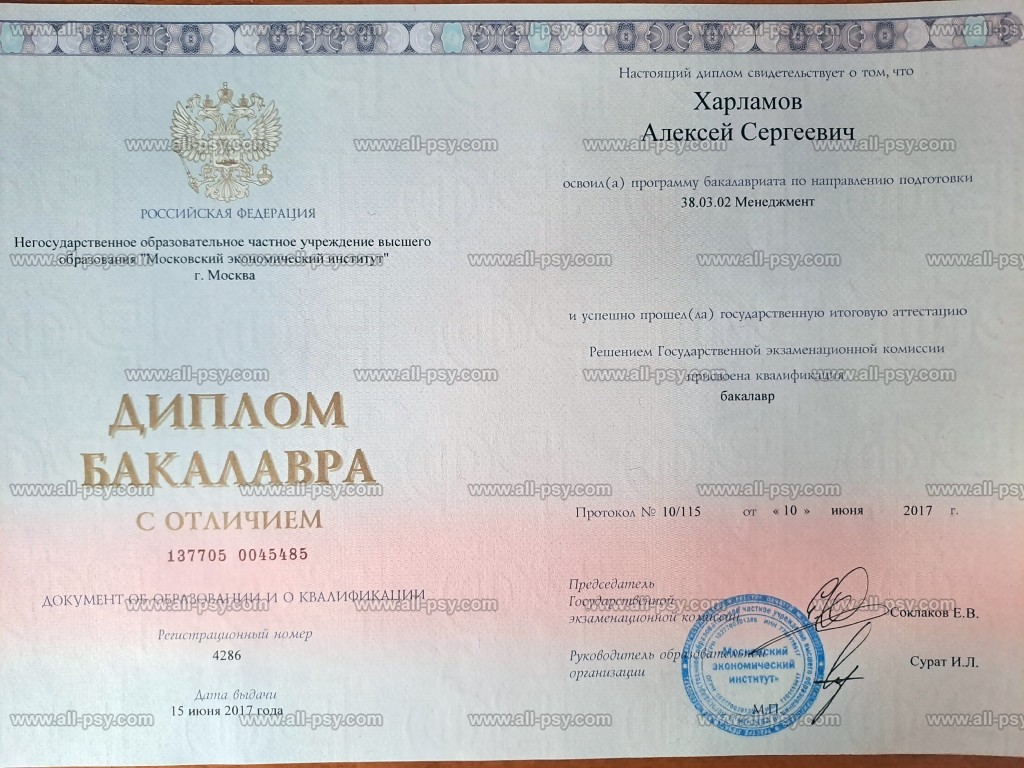 РОССИЙСКАЯ ФЕДЕРАЦИЯ
Негосударственное образовательное частное учреждение высшего
образования "Московский экономический институт"
г. Москва
ДИПЛОМ
БАКАЛАВРА
С ОТЛИЧИЕМ
137705 0045485
ДОКУМЕНТ ОБ ОБРАЗОВАНИИ И О КВАЛИФИКАЦИИ
Регистрационный номер
4286
Дата выдачи
15 июня 2017 года
Настоящий диплом свидетельствует о том, что
Харламов
Алексей Сергеевич
освоил(а) программу бакалавриата по направлению подготовки
38.03.02 Менеджмент
и успешно прошел(ла) государственную итоговую аттестацию
Решением Государственной экзаменационной комиссии
присвоена квалификация
бакалавр
Протокол № 10/115 от « 10 » июня 2017 г.
Председатель
Государственной
экзаменационной комиссии
Соклаков Е.В.
Руководитель образовательной
организации
Сурат И.Л.
«Московский
экономический
институт»
М.П.
www.all-psy.com